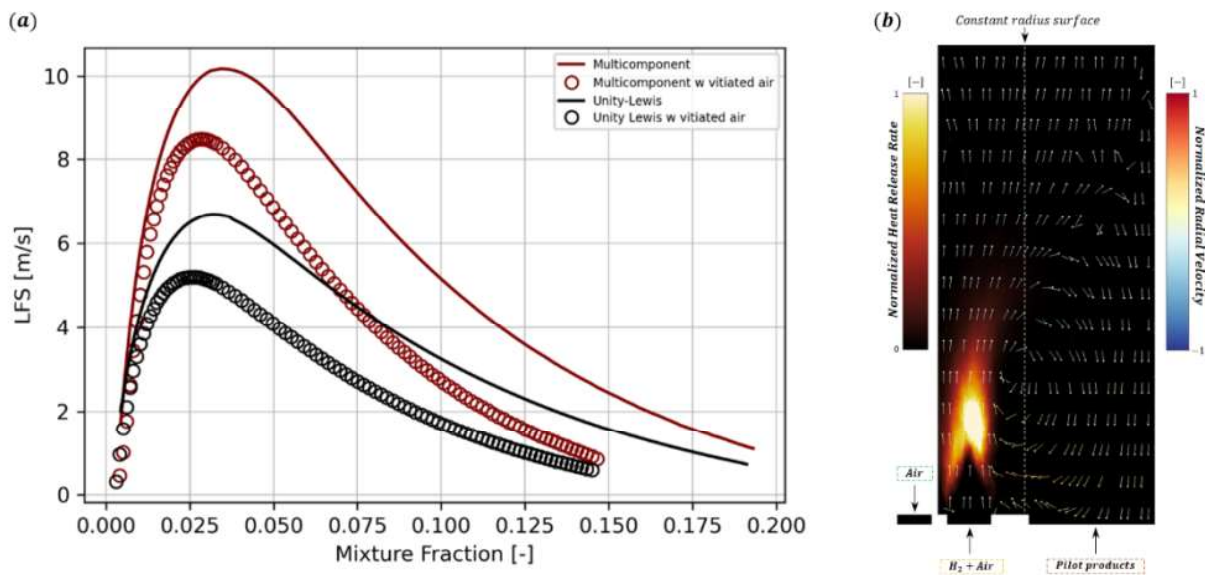 (a)
LFS [m/s]
10
8
6
4
2
0
0.000 0.025 0.050 0.075 0.100 0.125 0.150 0.175 0.200
Mixture Fraction [-]
Multicomponent
Multicomponent w vitiated air
Unity-Lewis
Unity Lewis w vitiated air
(b)
Constant radius surface
[−]
1
Normalized Heat Release Rate
0
[−]
1
Normalized Radial Velocity
−1
Air
H₂ + Air
Pilot products